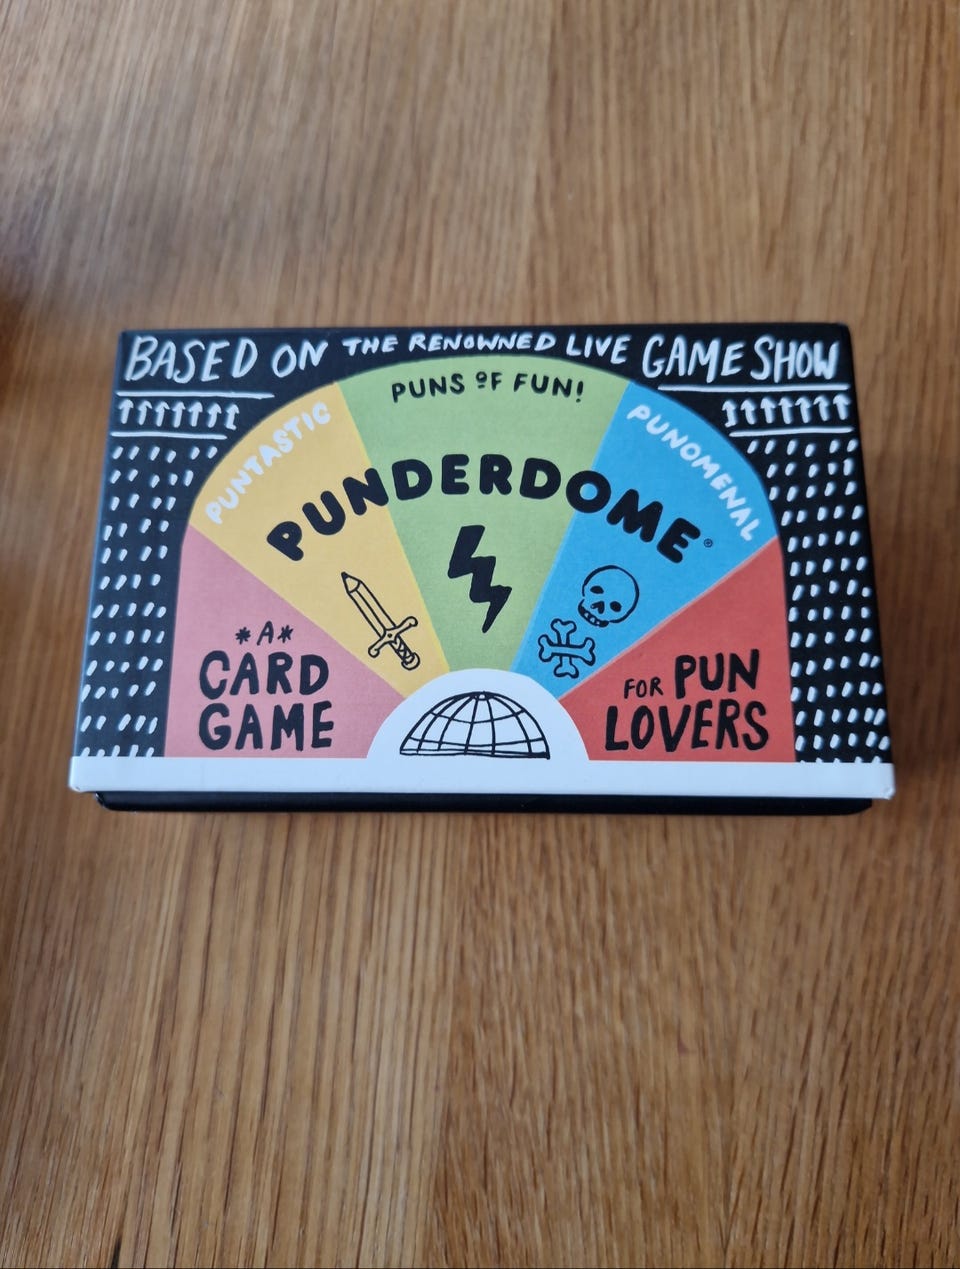 BASED ON THE RENOWNED LIVE GAME SHOW
PUNS OF FUN!
PUNTASTIC
PUNOMENAL
PUNDERDOME®
*A*
CARD
GAME
FOR PUN
LOVERS